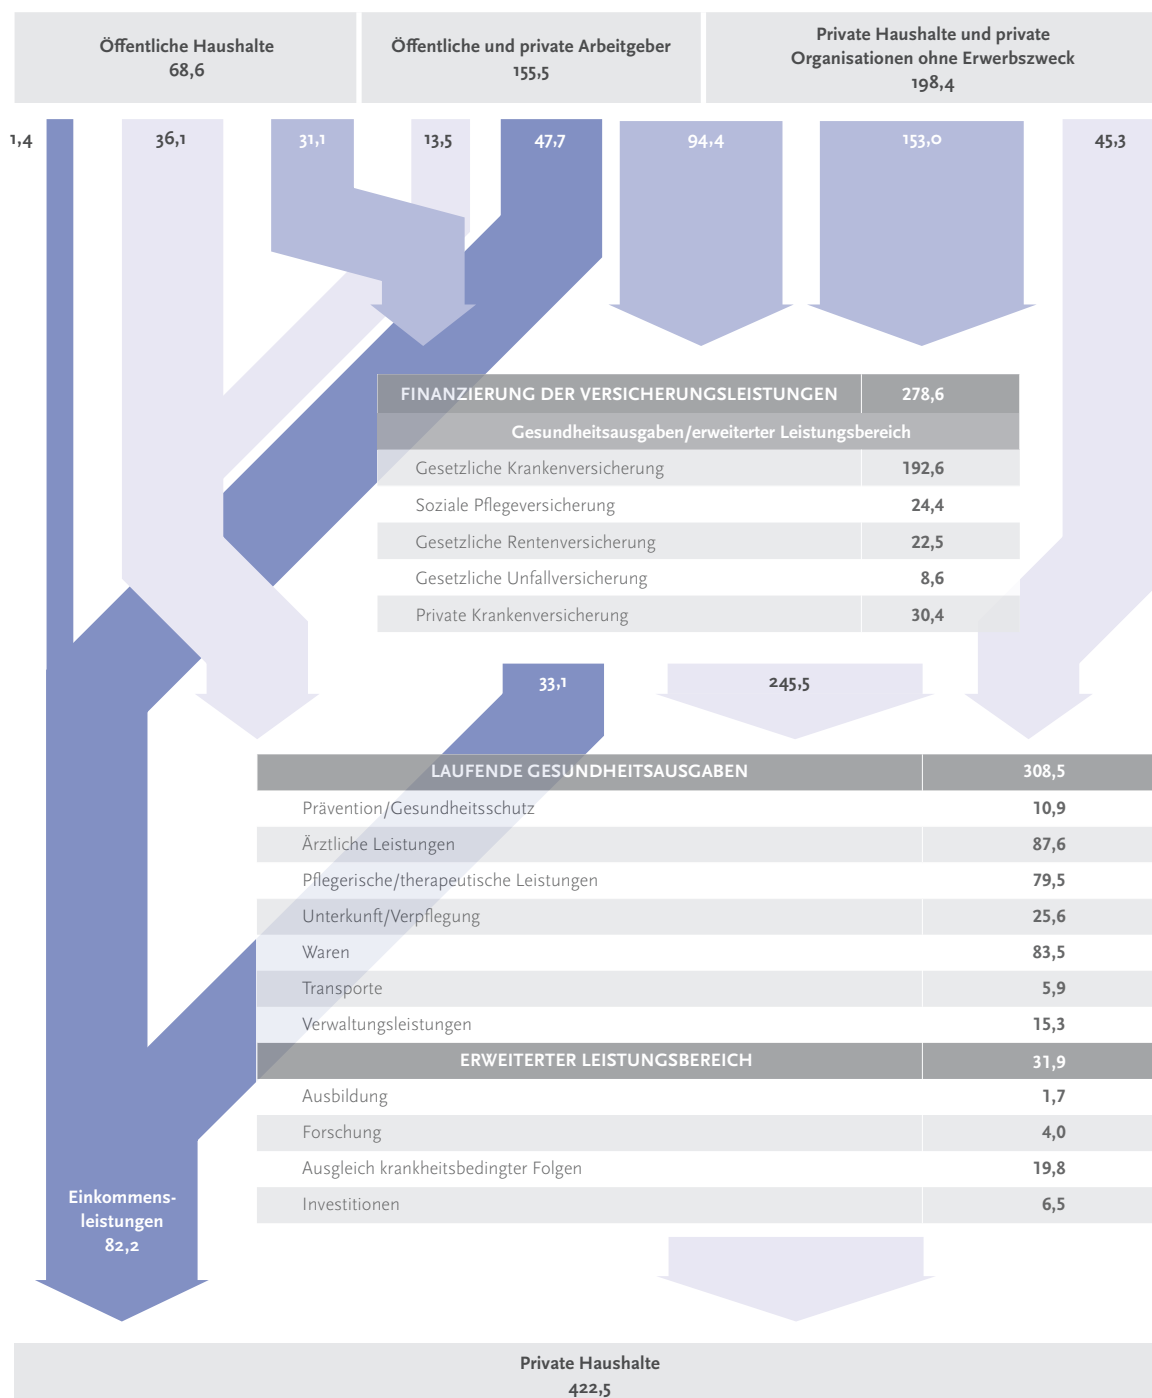 Öffentliche Haushalte
68,6
Öffentliche und private Arbeitgeber
155,5
Private Haushalte und private
Organisationen ohne Erwerbszweck
198,4
1,4
36,1
31,1
13,5
47,7
94,4
153,0
45,3
FINANZIERUNG DER VERSICHERUNGSLEISTUNGEN 278,6
Gesundheitsausgaben/erweiterter Leistungsbereich
Gesetzliche Krankenversicherung 192,6
Soziale Pflegeversicherung 24,4
Gesetzliche Rentenversicherung 22,5
Gesetzliche Unfallversicherung 8,6
Private Krankenversicherung 30,4
33,1
245,5
LAUFENDE GESUNDHEITSAUSGABEN 308,5
Prävention/Gesundheitsschutz 10,9
Ärztliche Leistungen 87,6
Pflegerische/therapeutische Leistungen 79,5
Unterkunft/Verpflegung 25,6
Waren 83,5
Transporte 5,9
Verwaltungsleistungen 15,3
ERWEITERTER LEISTUNGSBEREICH 31,9
Ausbildung 1,7
Forschung 4,0
Ausgleich krankheitsbedingter Folgen 19,8
Investitionen 6,5
Einkommens-
leistungen
82,2
Private Haushalte
422,5